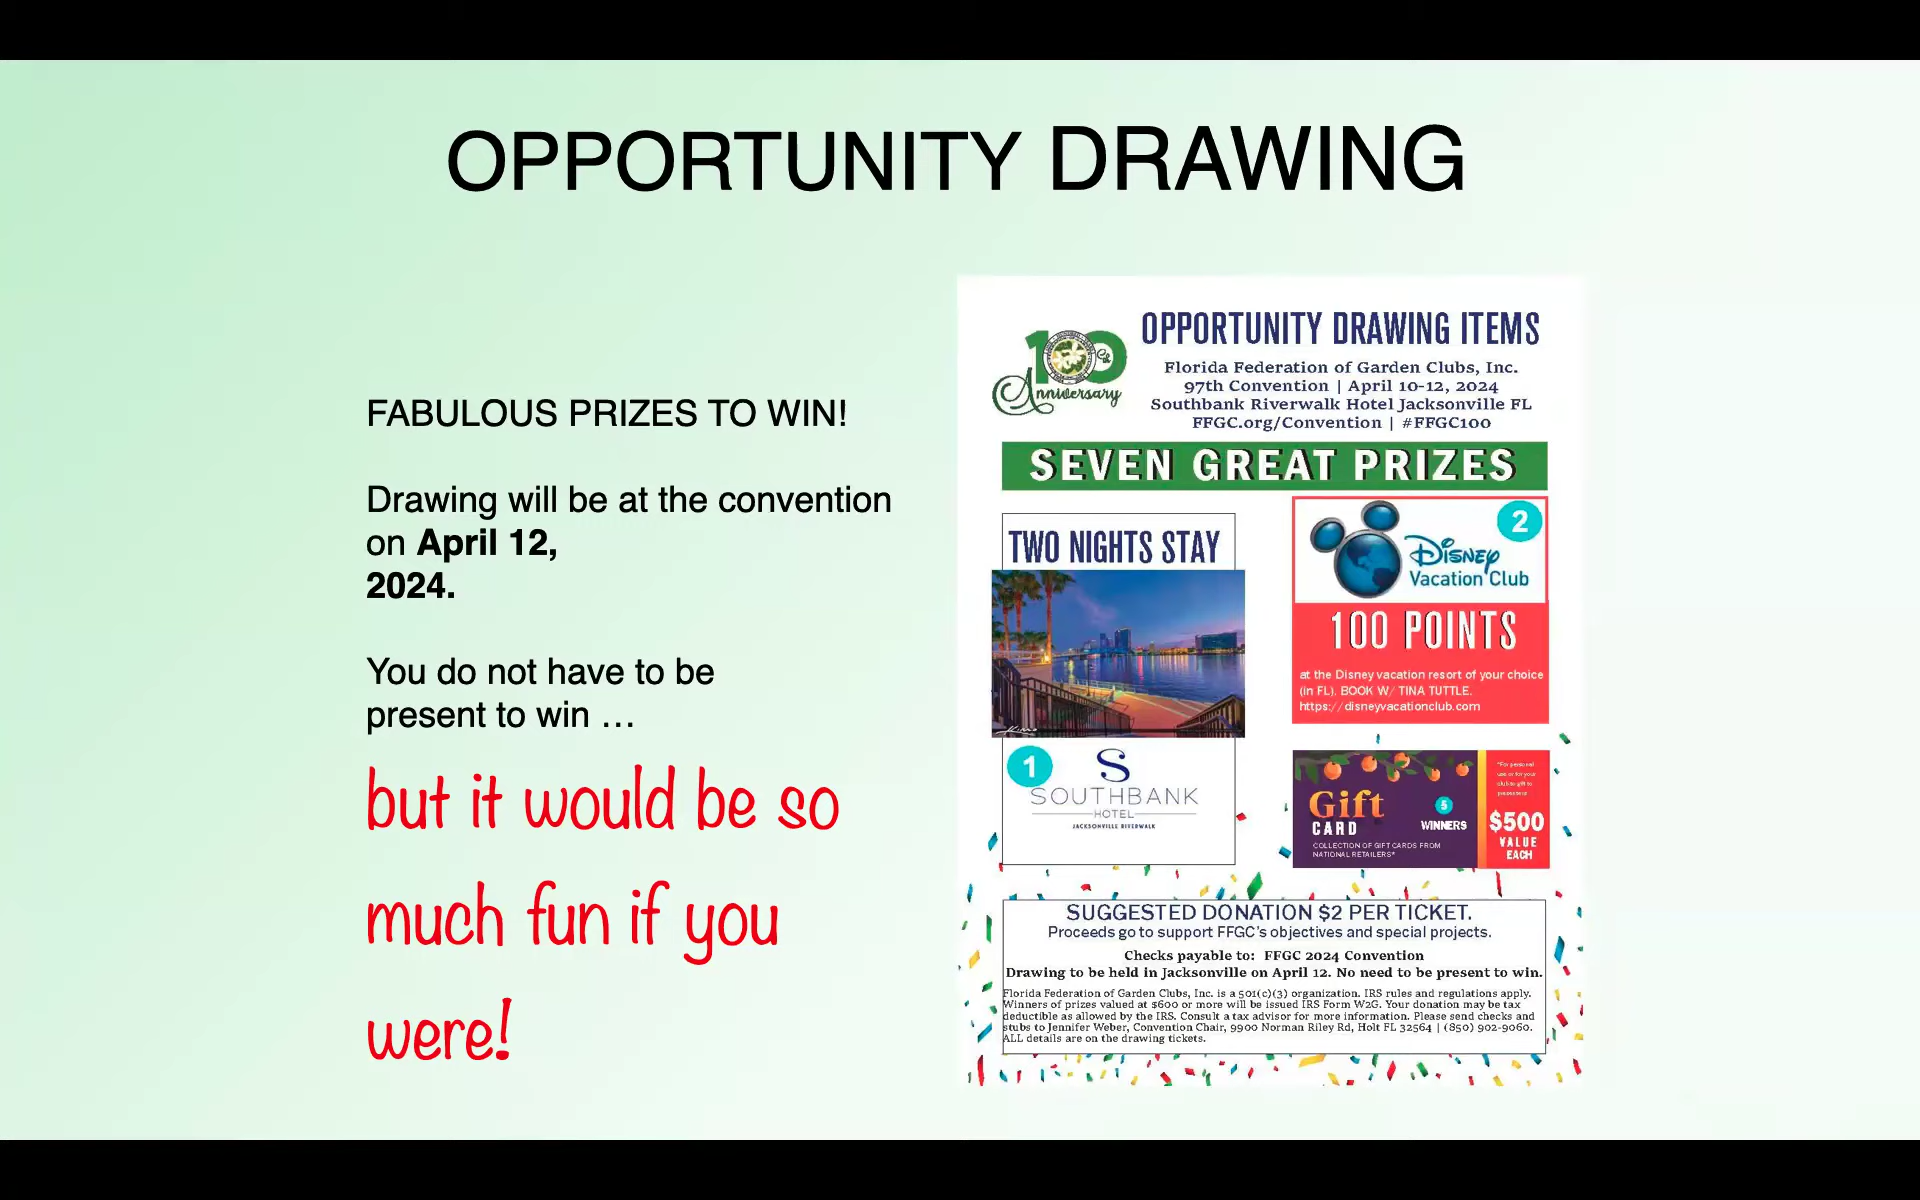 OPPORTUNITY DRAWING
FABULOUS PRIZES TO WIN!
Drawing will be at the convention
on April 12,
2024.
You do not have to be
present to win …
but it would be so
much fun if you
were!
100th
Anniversary
OPPORTUNITY DRAWING ITEMS
Florida Federation of Garden Clubs, Inc.
97th Convention | April 10-12, 2024
Southbank Riverwalk Hotel Jacksonville FL
FFGC.org/Convention | #FFGC100
SEVEN GREAT PRIZES
TWO NIGHTS STAY
1
S
SOUTHBANK
HOTEL
JACKSONVILLE RIVERWALK
2
Disney
Vacation Club
100 POINTS
at the Disney vacation resort of your choice
(in FL). BOOK W/ TINA TUTTLE.
https://disneyvacationclub.com
Gift
CARD
5
WINNERS
COLLECTION OF GIFT CARDS FROM
NATIONAL RETAILERS*
*For personal
use or for your
club
$500
VALUE
EACH
SUGGESTED DONATION $2 PER TICKET.
Proceeds go to support FFGC's objectives and special projects.
Checks payable to: FFGC 2024 Convention
Drawing to be held in Jacksonville on April 12. No need to be present to win.
Florida Federation of Garden Clubs, Inc. is a 501(c)(3) organization. IRS rules and regulations apply.
Winners of prizes valued at $600 or more will be issued IRS Form W2G. Your donation may be tax
deductible as allowed by the IRS. Consult a tax advisor for more information. Please send checks and
stubs to Jennifer Weber, Convention Chair, 9900 Norman Riley Rd, Holt FL 32564 | (850) 902-9060.
ALL details are on the drawing tickets.